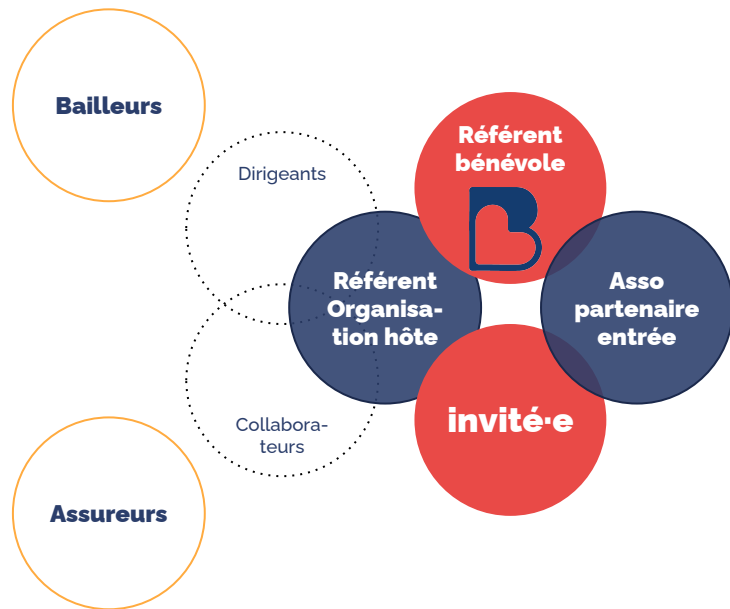 Bailleurs
Dirigeants
Référent
bénévole
Référent
Organisa-
tion hôte
Asso
partenaire
entrée
Collabora-
teurs
invité·e
Assureurs